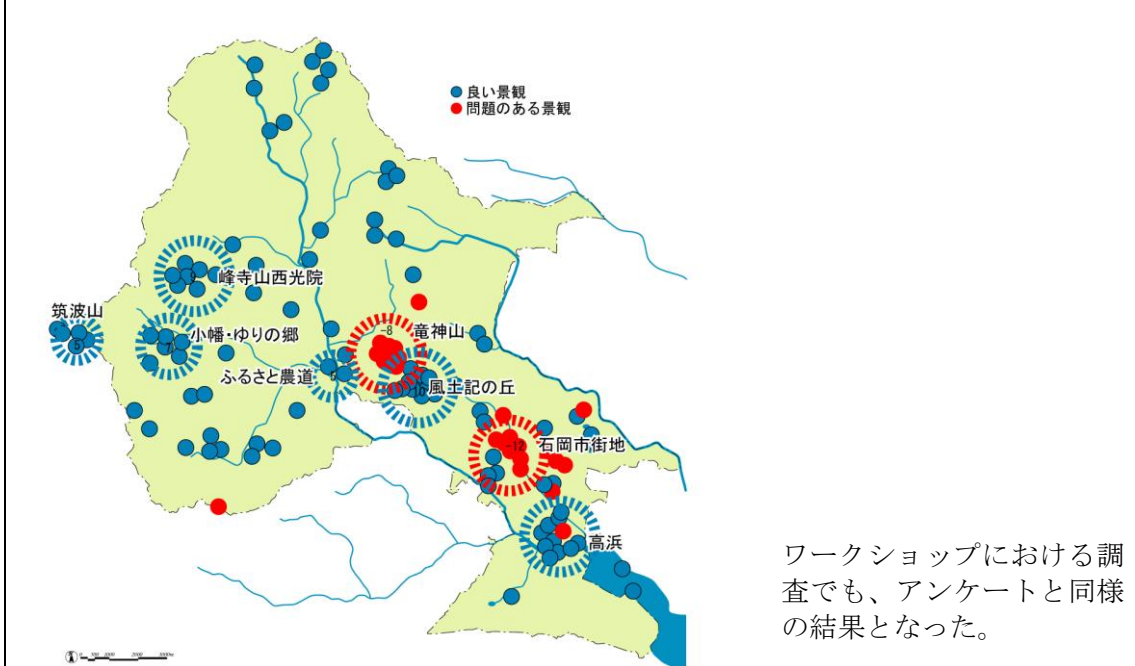 良い景観
問題のある景観
峰寺山西光院
筑波山
5
小幡・ゆりの郷
7
-8
竜神山
ふるさと農道
風土記の丘
10
-12
石岡市街地
高浜
ワークショップにおける調
査でも、アンケートと同様
の結果となった。